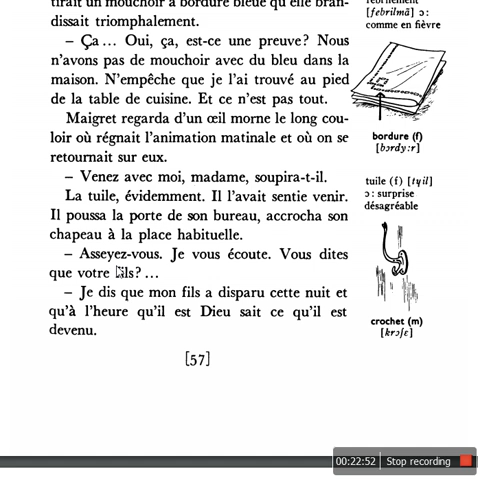 tirait un mouchoir à bordure bleue qu'elle bran-
dissait triomphalement.
– Ça... Oui, ça, est-ce une preuve? Nous
n'avons pas de mouchoir avec du bleu dans la
maison. N'empêche que je l'ai trouvé au pied
de la table de cuisine. Et ce n'est pas tout.
Maigret regarda d'un œil morne le long cou-
loir où régnait l'animation matinale et où on se
retournait sur eux.
– Venez avec moi, madame, soupira-t-il.
La tuile, évidemment. Il l'avait sentie venir.
Il poussa la porte de son bureau, accrocha son
chapeau à la place habituelle.
– Asseyez-vous. Je vous écoute. Vous dites
que votre fils?...
– Je dis que mon fils a disparu cette nuit et
qu'à l'heure qu'il est Dieu sait ce qu'il est
devenu.
[57]
fébrilement
[febrilmã] ɔ:
comme en fièvre
bordure (f)
[bɔrdy:r]
tuile (f) [tɥil]
ɔ: surprise
désagréable
crochet (m)
[krɔʃɛ]
00:22:52 Stop recording